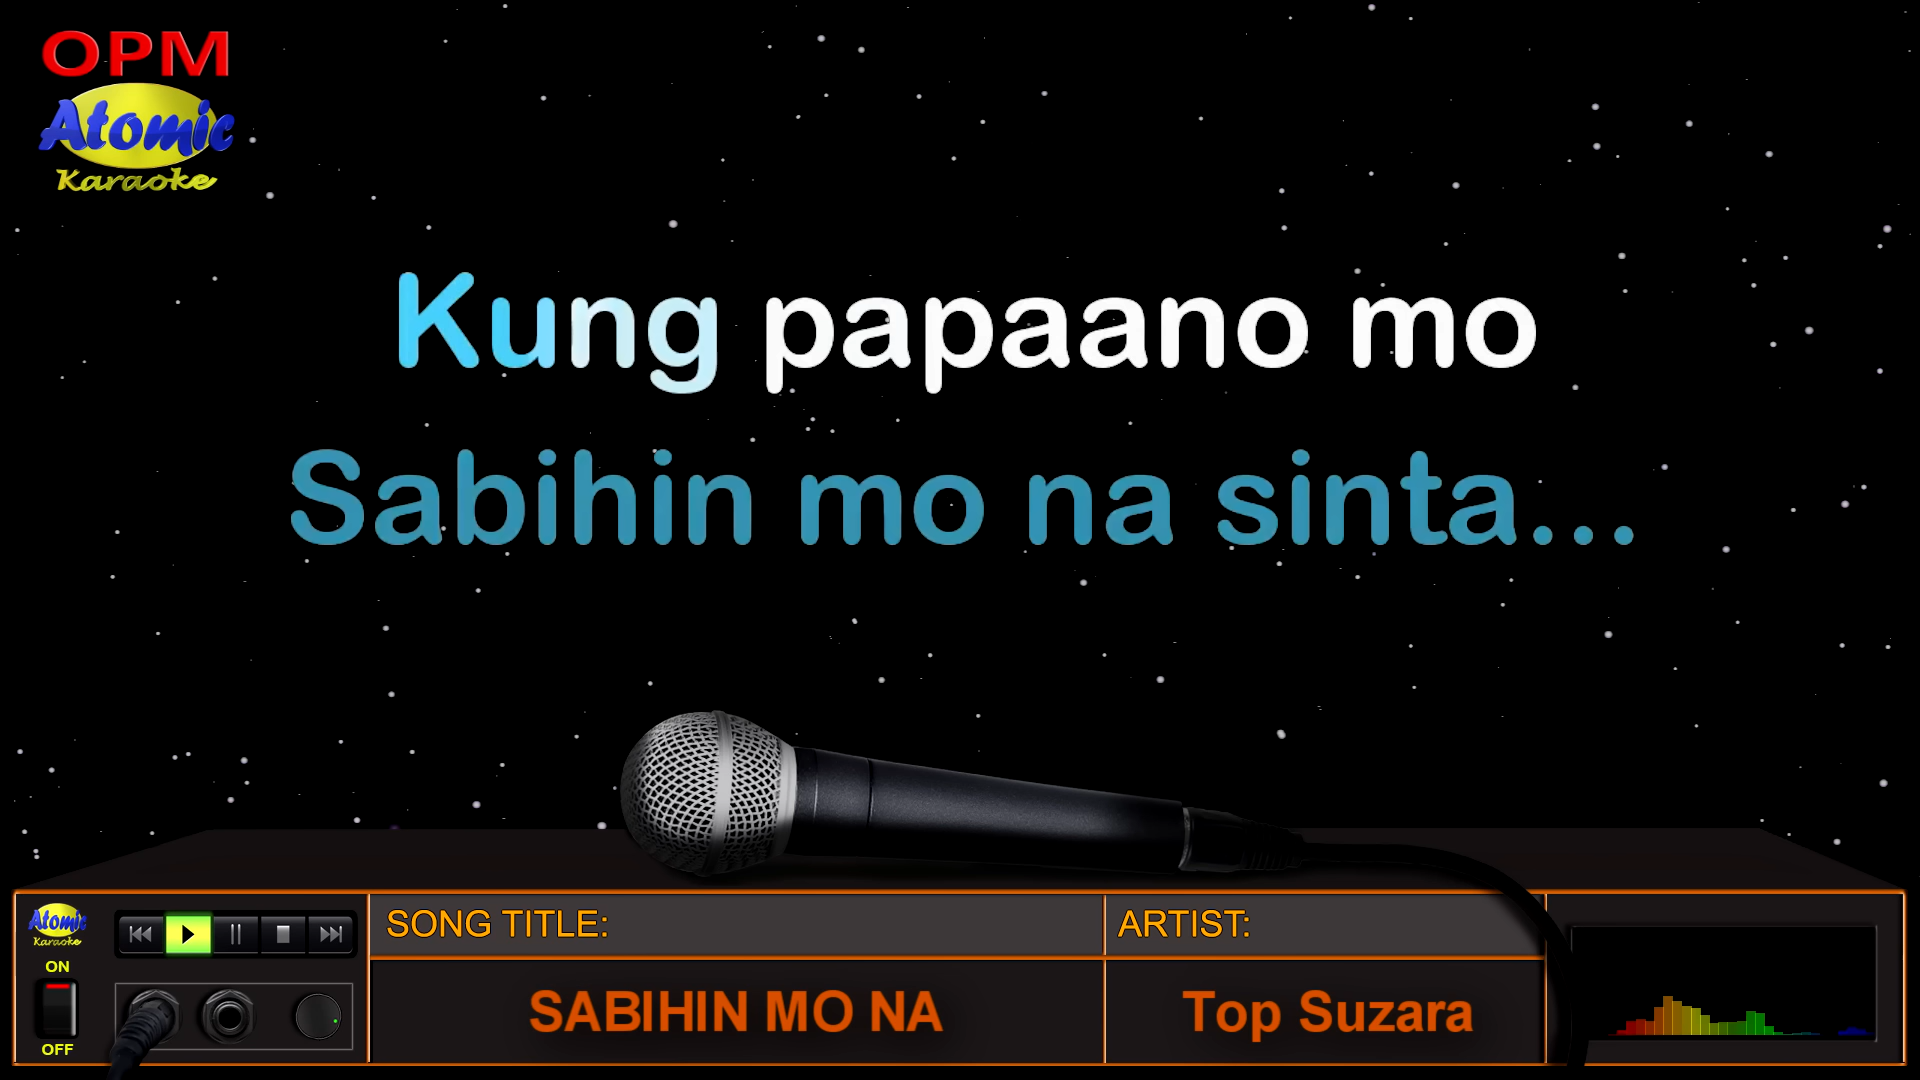 OPM
Atomic
Karaoke
Kung papaano mo
Sabihin mo na sinta...
Atomic
Karaoke
ON
OFF
SONG TITLE:
SABIHIN MO NA
ARTIST:
Top Suzara